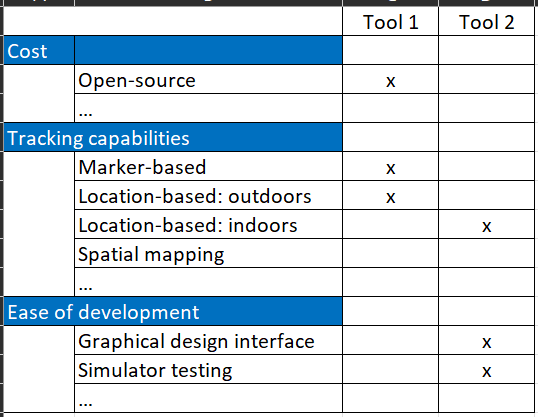 Tool 1 Tool 2
Cost
Open-source x
...
Tracking capabilities
Marker-based x
Location-based: outdoors x
Location-based: indoors x
Spatial mapping
...
Ease of development
Graphical design interface x
Simulator testing x
...